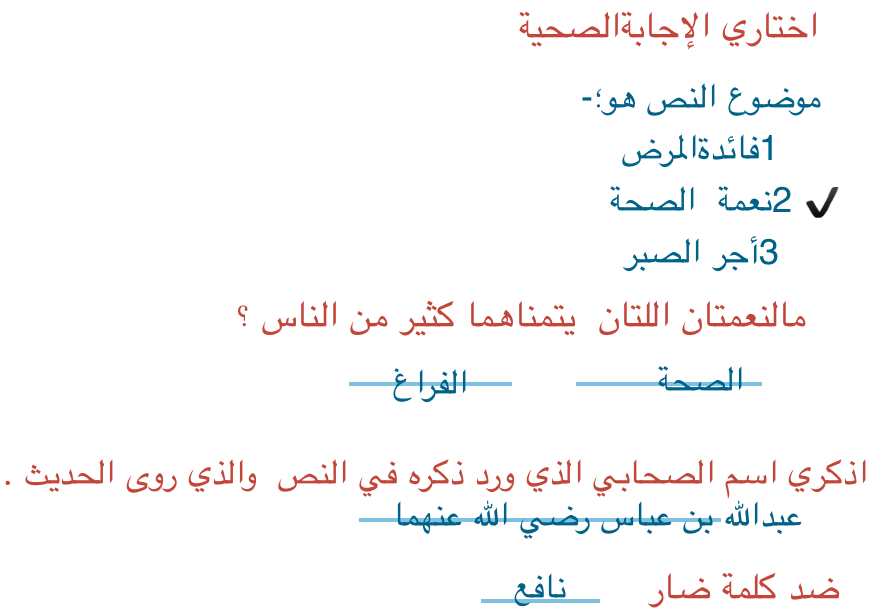 اختاري الإجابةالصحية
موضوع النص هو؛-
1فائدةالمرض
2نعمة الصحة ✔
3أجر الصبر
مالنعمتان اللتان يتمناهما كثير من الناس ؟
الصحة الفراغ
اذكري اسم الصحابي الذي ورد ذكره في النص والذي روى الحديث .
عبدالله بن عباس رضي الله عنهما
ضد كلمة ضار نافع